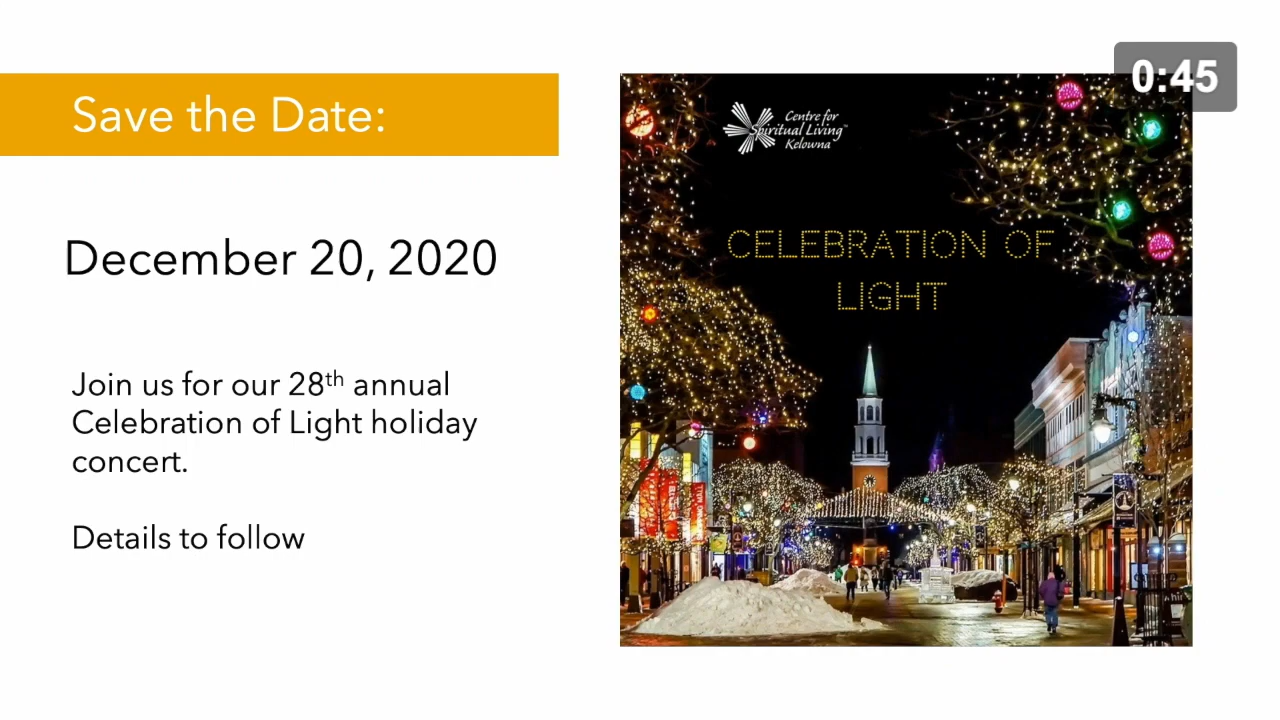 Save the Date:
December 20, 2020
Join us for our 28th annual
Celebration of Light holiday
concert.
Details to follow
0:45
Centre for
Spiritual Living™
Kelowna
CELEBRATION OF
LIGHT